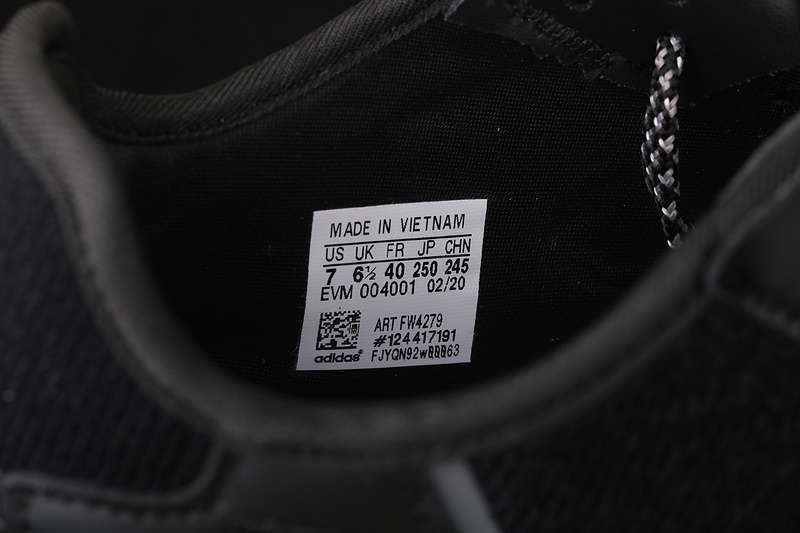 MADE IN VIETNAM
US UK FR JP CHN
7 6½ 40 250 245
EVM 004001 02/20
ART FW4279
#124417191
adidas